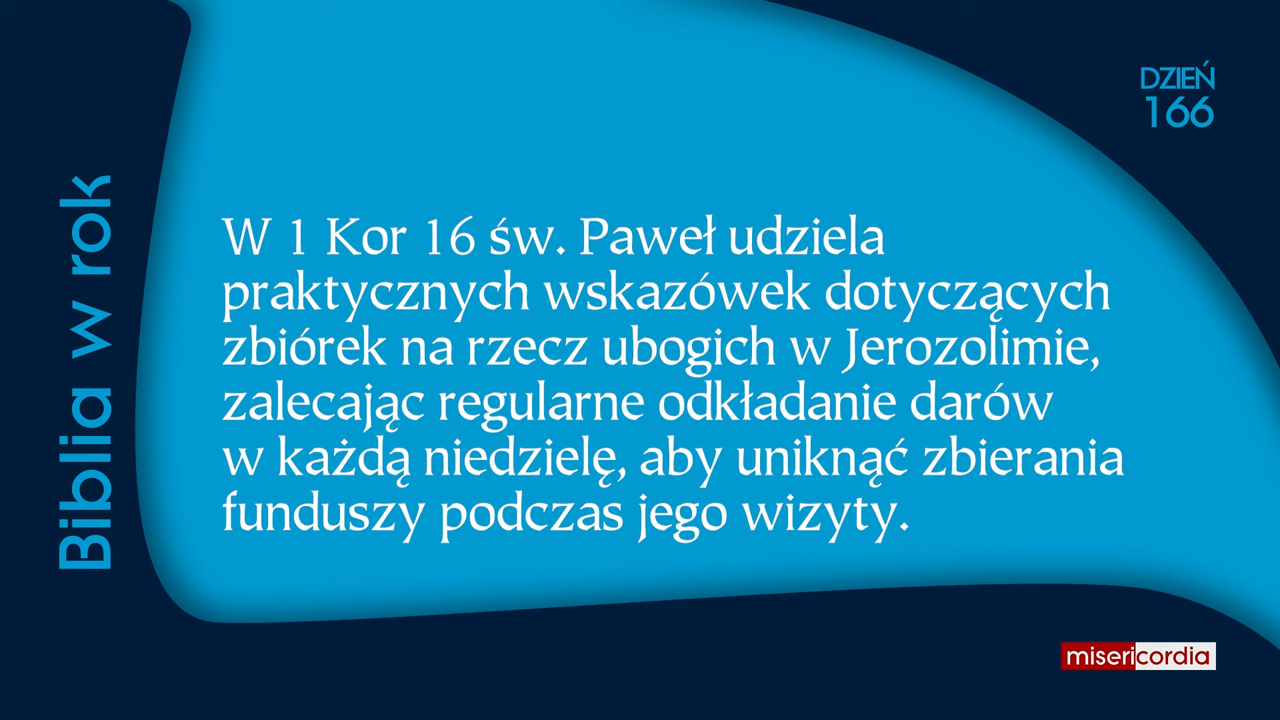 Biblia w rok
DZIEŃ
166
W 1 Kor 16 św. Paweł udziela
praktycznych wskazówek dotyczących
zbiórek na rzecz ubogich w Jerozolimie,
zalecając regularne odkładanie darów
w każdą niedzielę, aby uniknąć zbierania
funduszy podczas jego wizyty.
misericordia